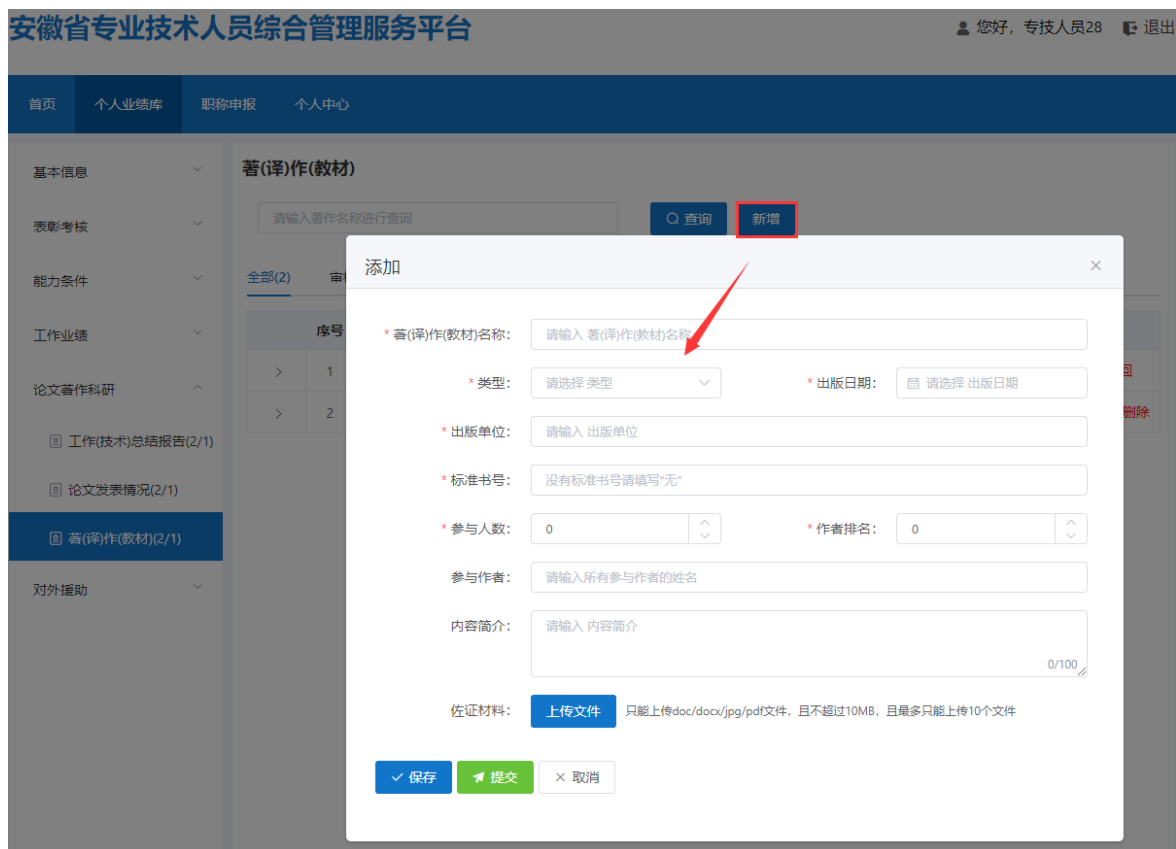 安徽省专业技术人员综合管理服务平台
您好，专技人员28 退出
首页 个人业绩库 职称申报 个人中心
基本信息
表彰考核
能力条件
工作业绩
论文著作科研
工作(技术)总结报告(2/1)
论文发表情况(2/1)
著(译)作(教材)(2/1)
对外援助
著(译)作(教材)
请输入著作名称进行查询 查询 新增
全部(2)
序号
1
2 删除
添加
* 著(译)作(教材)名称: 请输入 著(译)作(教材)名称
* 类型: 请选择 类型 * 出版日期: 请选择 出版日期
* 出版单位: 请输入 出版单位
* 标准书号: 没有标准书号请填写"无"
* 参与人数: 0 * 作者排名: 0
参与作者: 请输入所有参与作者的姓名
内容简介: 请输入 内容简介
0/100
佐证材料: 上传文件 只能上传doc/docx/jpg/pdf文件，且不超过10MB，且最多只能上传10个文件
保存 提交 取消